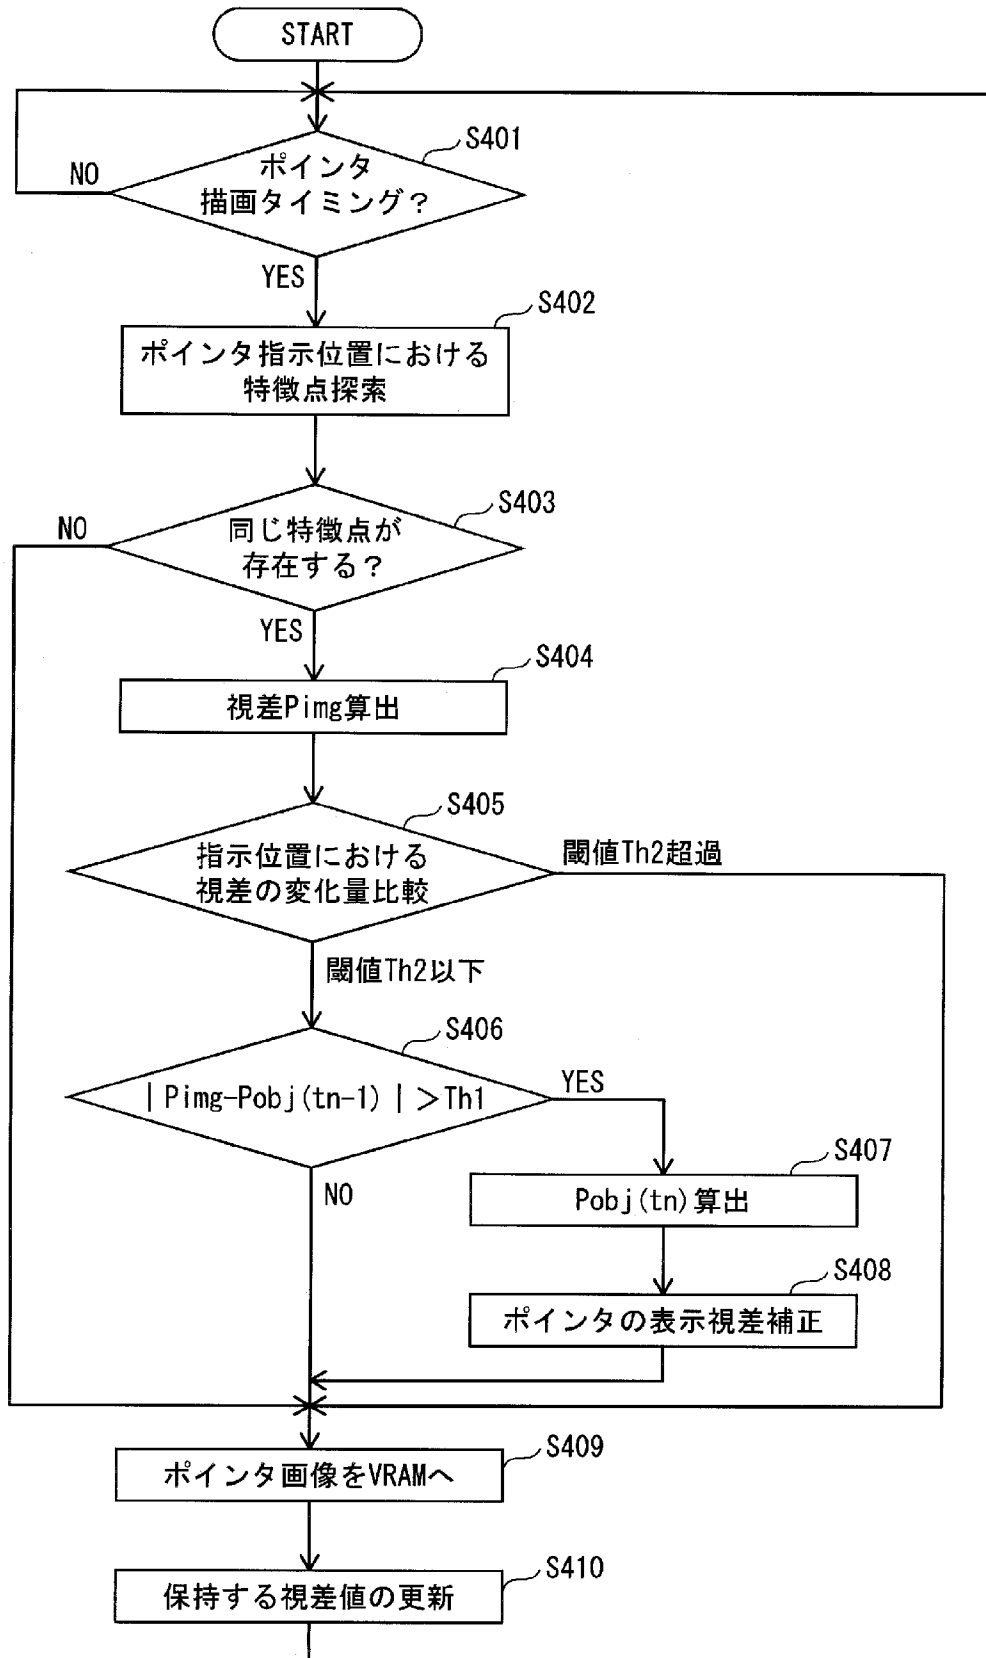 START
S401
ポインタ
描画タイミング？
NO
YES
S402
ポインタ指示位置における
特徴点探索
S403
同じ特徴点が
存在する？
NO
YES
S404
視差Pimg算出
S405
指示位置における
視差の変化量比較
閾値Th2超過
閾値Th2以下
S406
｜Pimg-Pobj(tn-1)｜＞Th1
YES
NO
S407
Pobj(tn)算出
S408
ポインタの表示視差補正
S409
ポインタ画像をVRAMへ
S410
保持する視差値の更新